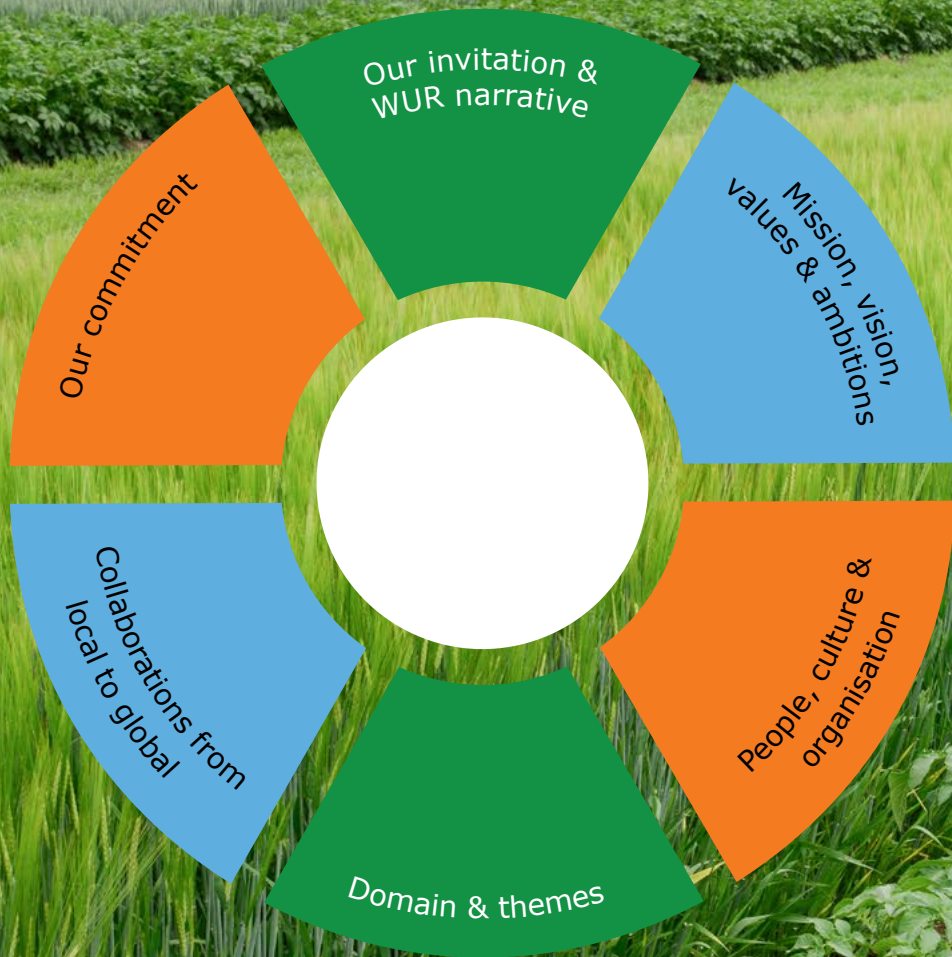 Our invitation &
WUR narrative
Mission, vision,
values & ambitions
People, culture &
organisation
Domain & themes
Collaborations from
local to global
Our commitment